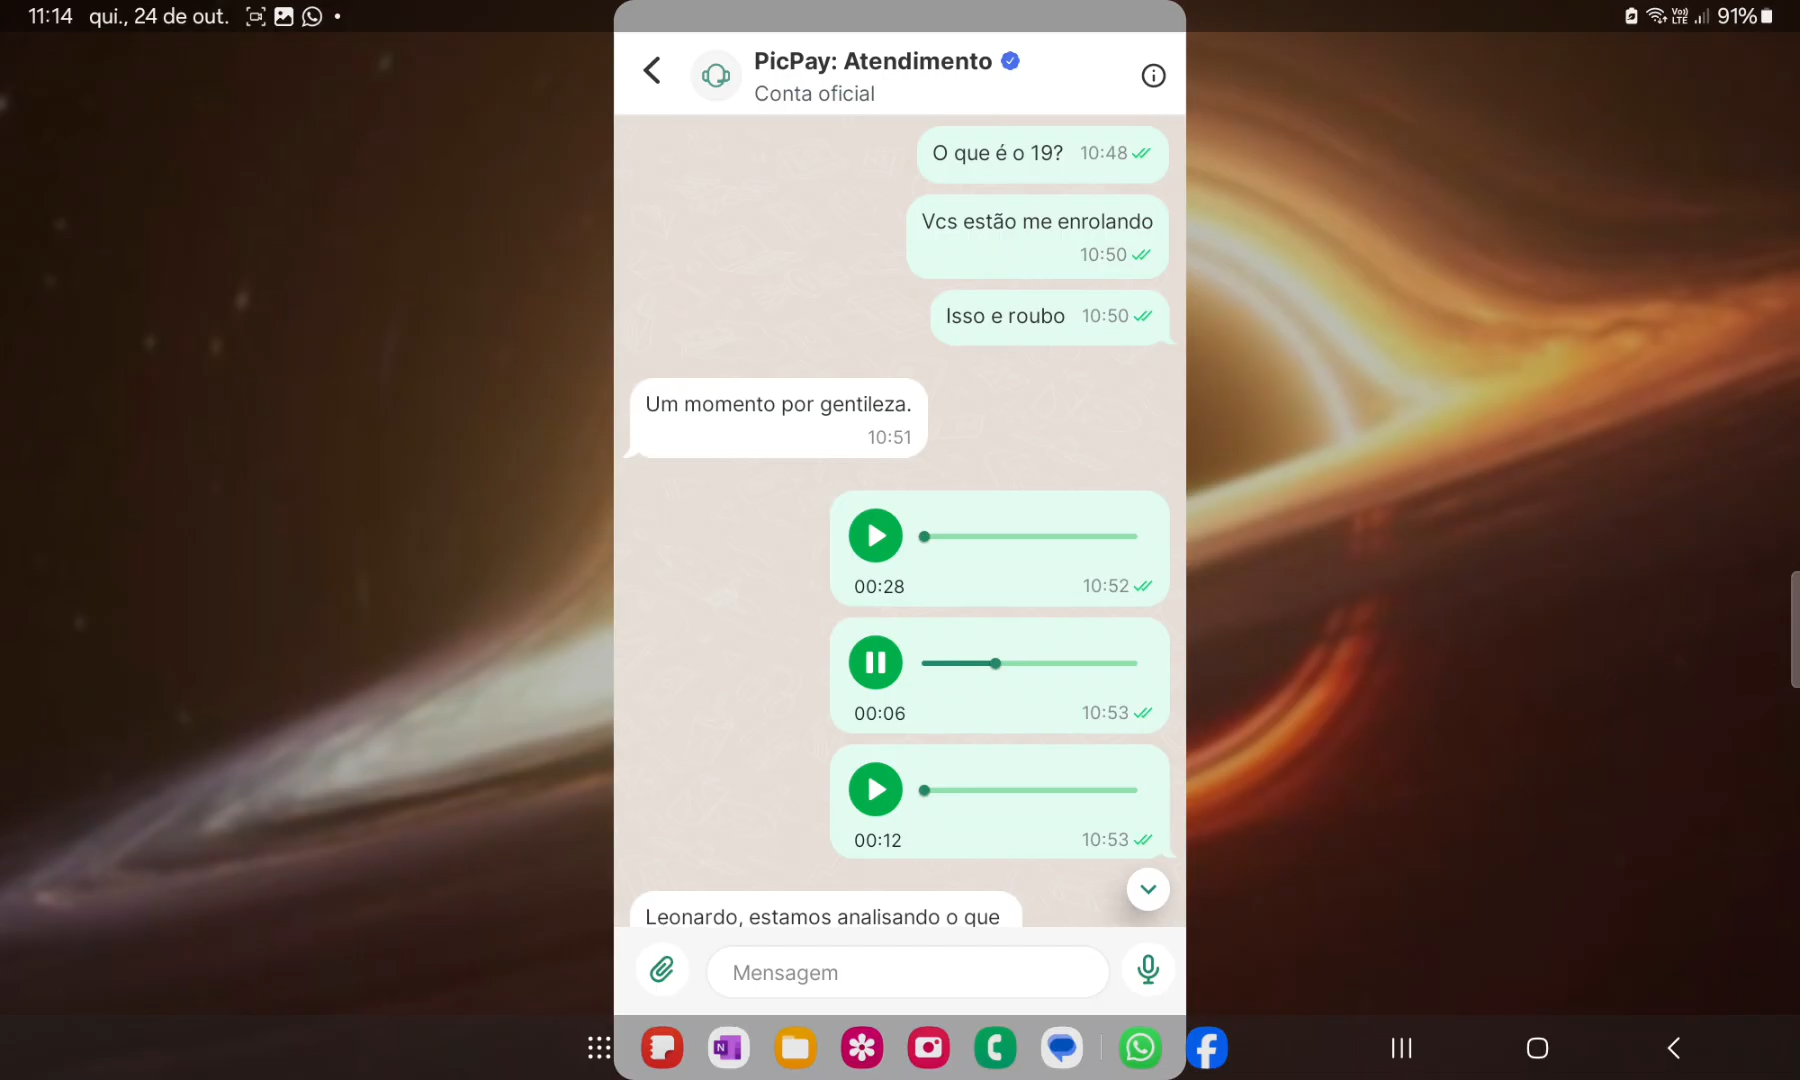 11:14 qui., 24 de out.
Vo)) LTE 91%
PicPay: Atendimento
Conta oficial
O que é o 19? 10:48
Vcs estão me enrolando
10:50
Isso e roubo 10:50
Um momento por gentileza.
10:51
00:28 10:52
00:06 10:53
00:12 10:53
Leonardo, estamos analisando o que
Mensagem
N